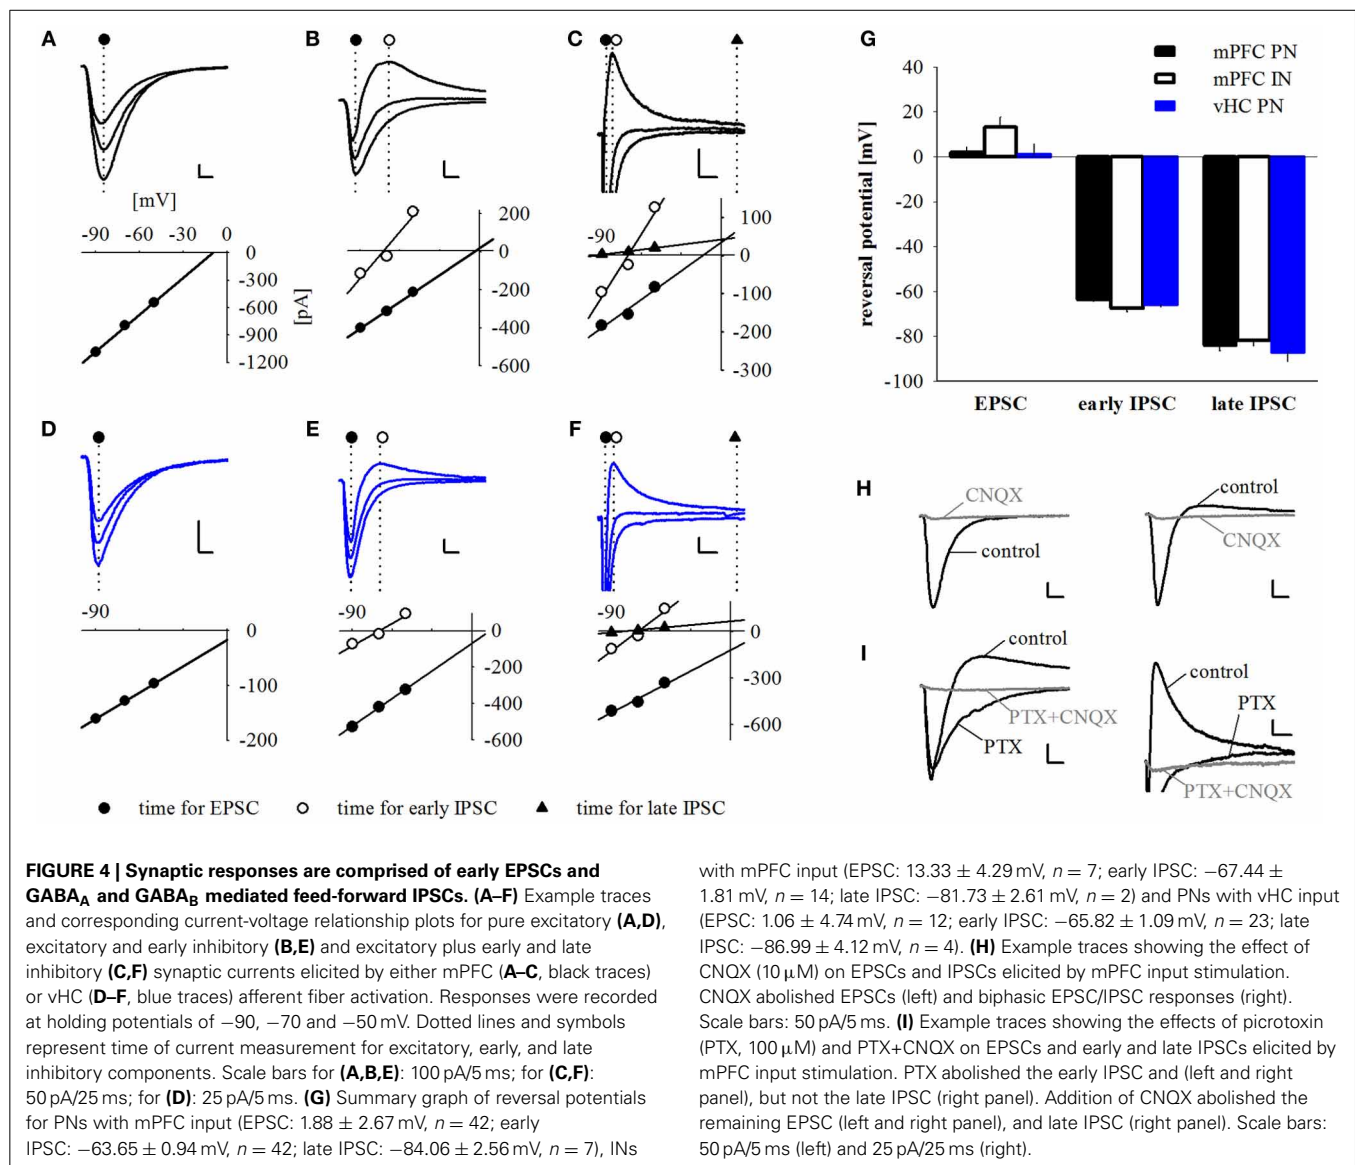 A
B
C
[mV]
-90 -60 -30 0
0
-300
-600
-900
-1200
[pA]
200
0
-200
-400
-600
-90
100
0
-100
-200
-300
G
mPFC PN
mPFC IN
vHC PN
reversal potential [mV]
40
20
0
-20
-40
-60
-80
-100
EPSC early IPSC late IPSC
D
E
F
-90
0
-100
-200
-90
0
-200
-400
-600
-90
0
-300
-600
H
CNQX
control
control
CNQX
I
control
PTX+CNQX
PTX
control
PTX
PTX+CNQX
● time for EPSC ○ time for early IPSC ▲ time for late IPSC
FIGURE 4 | Synaptic responses are comprised of early EPSCs and
GABAA and GABAB mediated feed-forward IPSCs. (A–F) Example traces
and corresponding current-voltage relationship plots for pure excitatory (A,D),
excitatory and early inhibitory (B,E) and excitatory plus early and late
inhibitory (C,F) synaptic currents elicited by either mPFC (A–C, black traces)
or vHC (D–F, blue traces) afferent fiber activation. Responses were recorded
at holding potentials of −90, −70 and −50 mV. Dotted lines and symbols
represent time of current measurement for excitatory, early, and late
inhibitory components. Scale bars for (A,B,E): 100 pA/5 ms; for (C,F):
50 pA/25 ms; for (D): 25 pA/5 ms. (G) Summary graph of reversal potentials
for PNs with mPFC input (EPSC: 1.88 ± 2.67 mV, n = 42; early
IPSC: −63.65 ± 0.94 mV, n = 42; late IPSC: −84.06 ± 2.56 mV, n = 7), INs
with mPFC input (EPSC: 13.33 ± 4.29 mV, n = 7; early IPSC: −67.44 ±
1.81 mV, n = 14; late IPSC: −81.73 ± 2.61 mV, n = 2) and PNs with vHC input
(EPSC: 1.06 ± 4.74 mV, n = 12; early IPSC: −65.82 ± 1.09 mV, n = 23; late
IPSC: −86.99 ± 4.12 mV, n = 4). (H) Example traces showing the effect of
CNQX (10 μM) on EPSCs and IPSCs elicited by mPFC input stimulation.
CNQX abolished EPSCs (left) and biphasic EPSC/IPSC responses (right).
Scale bars: 50 pA/5 ms. (I) Example traces showing the effects of picrotoxin
(PTX, 100 μM) and PTX+CNQX on EPSCs and early and late IPSCs elicited by
mPFC input stimulation. PTX abolished the early IPSC and (left and right
panel), but not the late IPSC (right panel). Addition of CNQX abolished the
remaining EPSC (left and right panel), and late IPSC (right panel). Scale bars:
50 pA/5 ms (left) and 25 pA/25 ms (right).